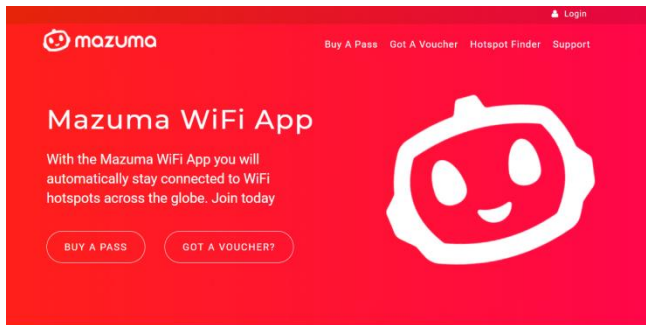 Login
mazuma
Buy A Pass Got A Voucher Hotspot Finder Support
Mazuma WiFi App
With the Mazuma WiFi App you will
automatically stay connected to WiFi
hotspots across the globe. Join today
BUY A PASS GOT A VOUCHER?